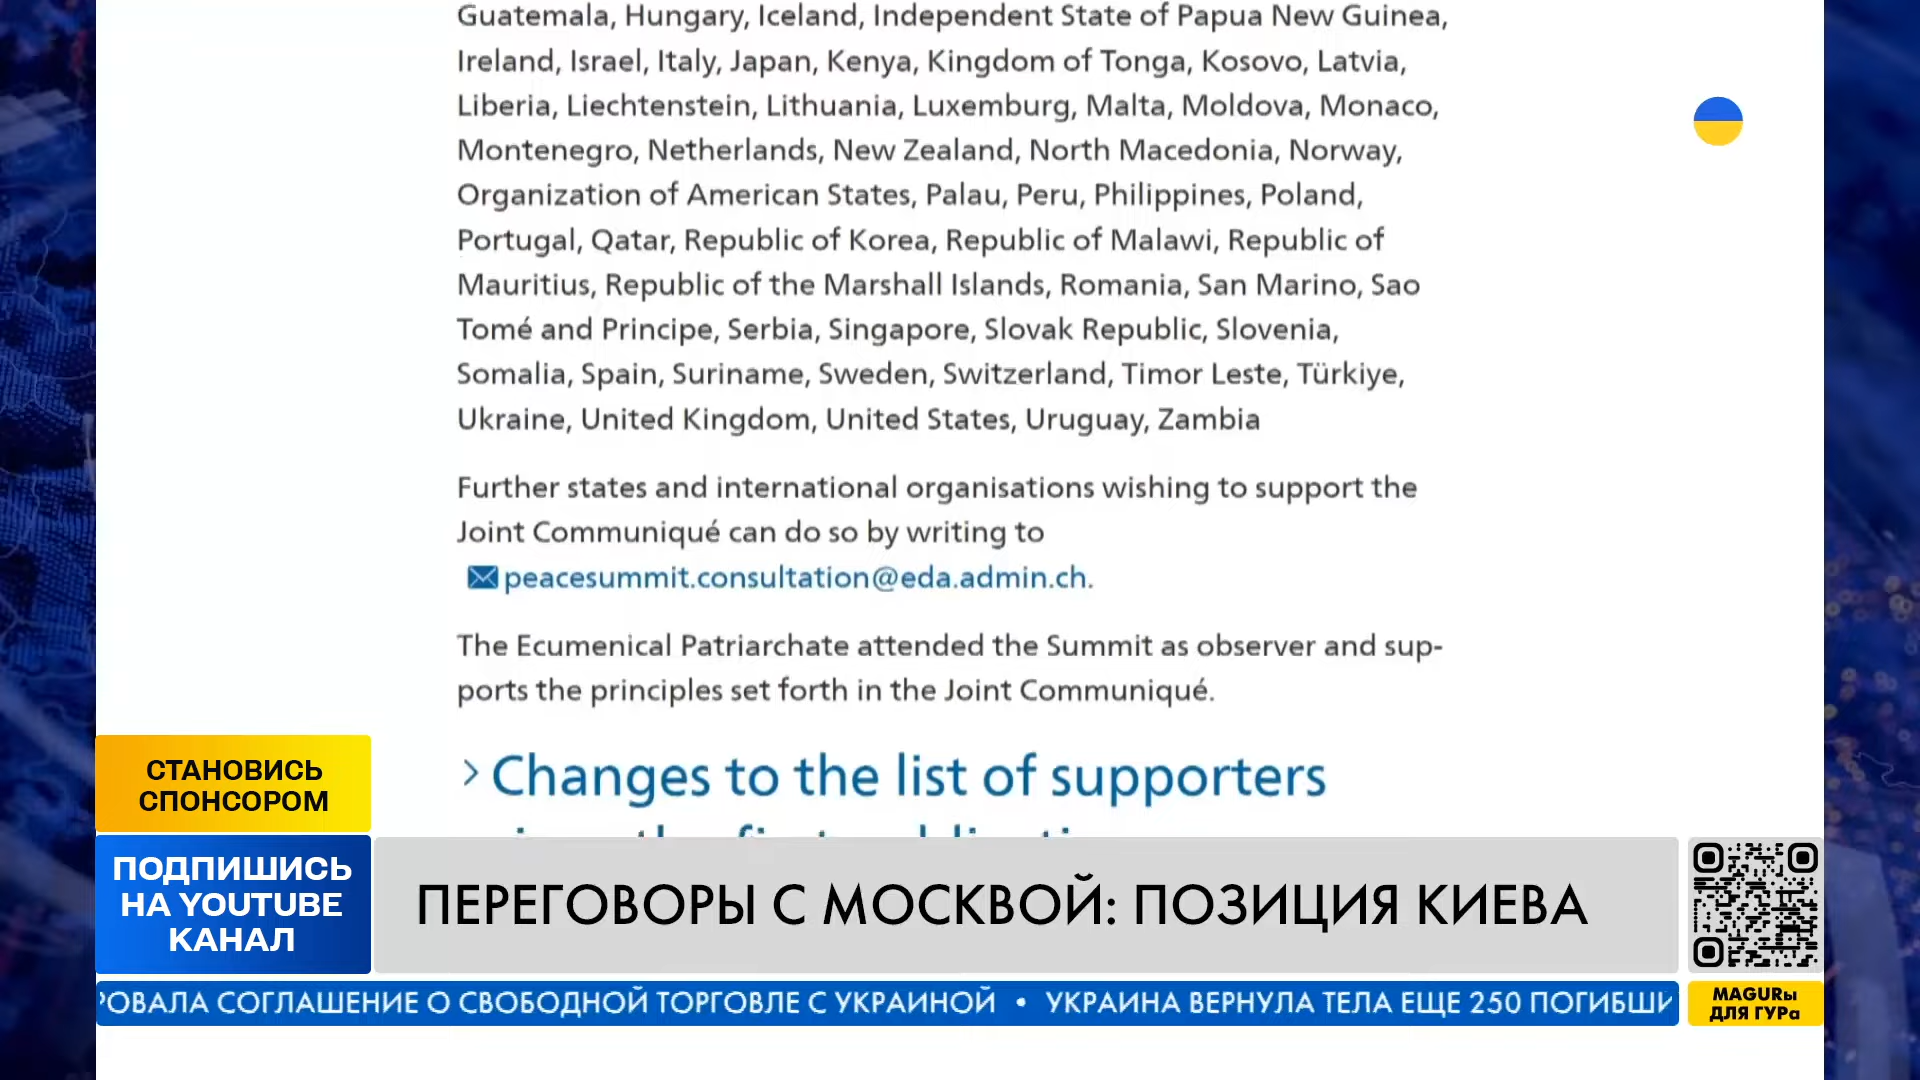 Guatemala, Hungary, Iceland, Independent State of Papua New Guinea,
Ireland, Israel, Italy, Japan, Kenya, Kingdom of Tonga, Kosovo, Latvia,
Liberia, Liechtenstein, Lithuania, Luxemburg, Malta, Moldova, Monaco,
Montenegro, Netherlands, New Zealand, North Macedonia, Norway,
Organization of American States, Palau, Peru, Philippines, Poland,
Portugal, Qatar, Republic of Korea, Republic of Malawi, Republic of
Mauritius, Republic of the Marshall Islands, Romania, San Marino, Sao
Tomé and Principe, Serbia, Singapore, Slovak Republic, Slovenia,
Somalia, Spain, Suriname, Sweden, Switzerland, Timor Leste, Türkiye,
Ukraine, United Kingdom, United States, Uruguay, Zambia
Further states and international organisations wishing to support the
Joint Communiqué can do so by writing to
peacesummit.consultation@eda.admin.ch.
The Ecumenical Patriarchate attended the Summit as observer and sup-
ports the principles set forth in the Joint Communiqué.
Changes to the list of supporters
СТАНОВИСЬ
СПОНСОРОМ
ПОДПИШИСЬ
НА YOUTUBE
КАНАЛ
ПЕРЕГОВОРЫ С МОСКВОЙ: ПОЗИЦИЯ КИЕВА
РОВАЛА СОГЛАШЕНИЕ О СВОБОДНОЙ ТОРГОВЛЕ С УКРАИНОЙ • УКРАИНА ВЕРНУЛА ТЕЛА ЕЩЕ 250 ПОГИБШИ
MAGURы
ДЛЯ ГУРа